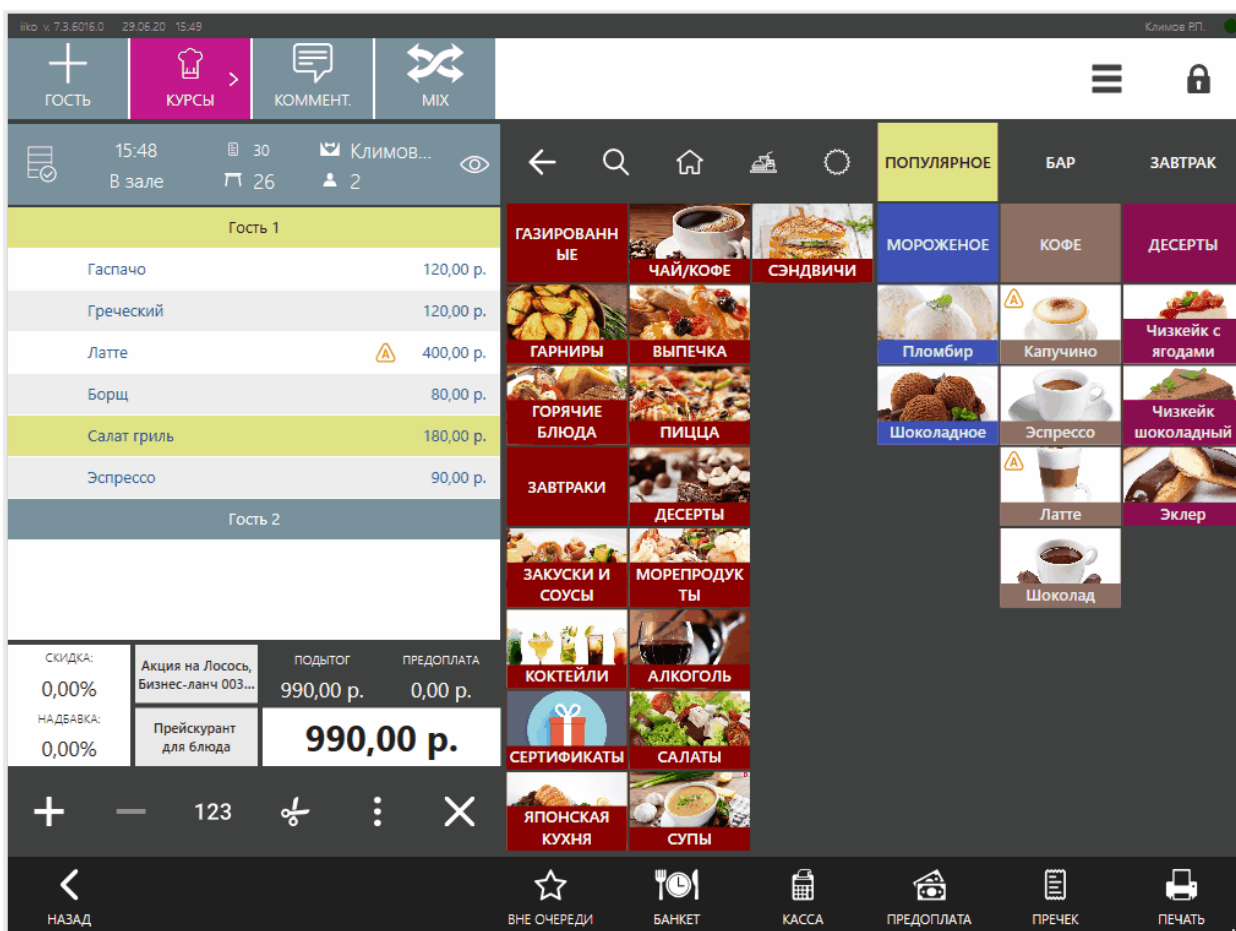 iiko v. 7.3.6016.0 29.06.20 15:49 Климов Р.П.
ГОСТЬ КУРСЫ КОММЕНТ. MIX
15:48 30 Климов...
В зале 26 2
ПОПУЛЯРНОЕ БАР ЗАВТРАК
Гость 1
Гаспачо 120,00 р.
Греческий 120,00 р.
Латте 400,00 р.
Борщ 80,00 р.
Салат гриль 180,00 р.
Эспрессо 90,00 р.
Гость 2
СКИДКА:
0,00%
НАДБАВКА:
0,00%
Акция на Лосось,
Бизнес-ланч 003...
Прейскурант
для блюда
ПОДЫТОГ ПРЕДОПЛАТА
990,00 р. 0,00 р.
990,00 р.
123
ГАЗИРОВАНН
ЫЕ
ЧАЙ/КОФЕ
СЭНДВИЧИ
ГАРНИРЫ
ВЫПЕЧКА
ГОРЯЧИЕ
БЛЮДА
ПИЦЦА
ЗАВТРАКИ
ДЕСЕРТЫ
ЗАКУСКИ И
СОУСЫ
МОРЕПРОДУК
ТЫ
КОКТЕЙЛИ
АЛКОГОЛЬ
СЕРТИФИКАТЫ
САЛАТЫ
ЯПОНСКАЯ
КУХНЯ
СУПЫ
МОРОЖЕНОЕ
КОФЕ
ДЕСЕРТЫ
Пломбир
Капучино
Чизкейк с
ягодами
Шоколадное
Эспрессо
Чизкейк
шоколадный
Латте
Эклер
Шоколад
НАЗАД ВНЕ ОЧЕРЕДИ БАНКЕТ КАССА ПРЕДОПЛАТА ПРЕЧЕК ПЕЧАТЬ